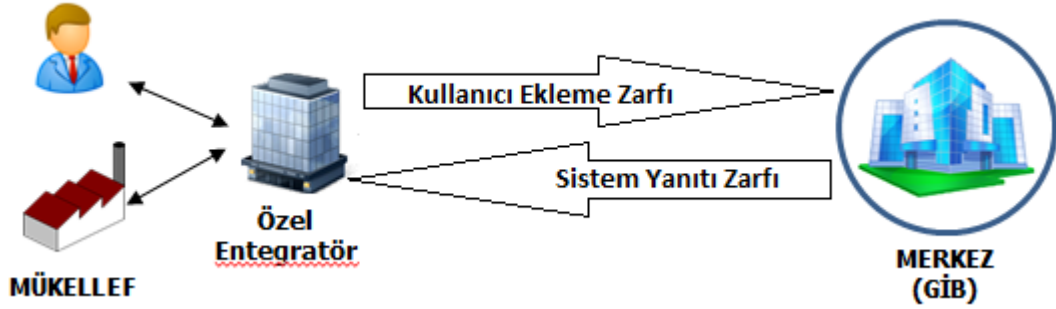 Kullanıcı Ekleme Zarfı
Sistem Yanıtı Zarfı
Özel
Entegratör
MÜKELLEF
MERKEZ
(GİB)